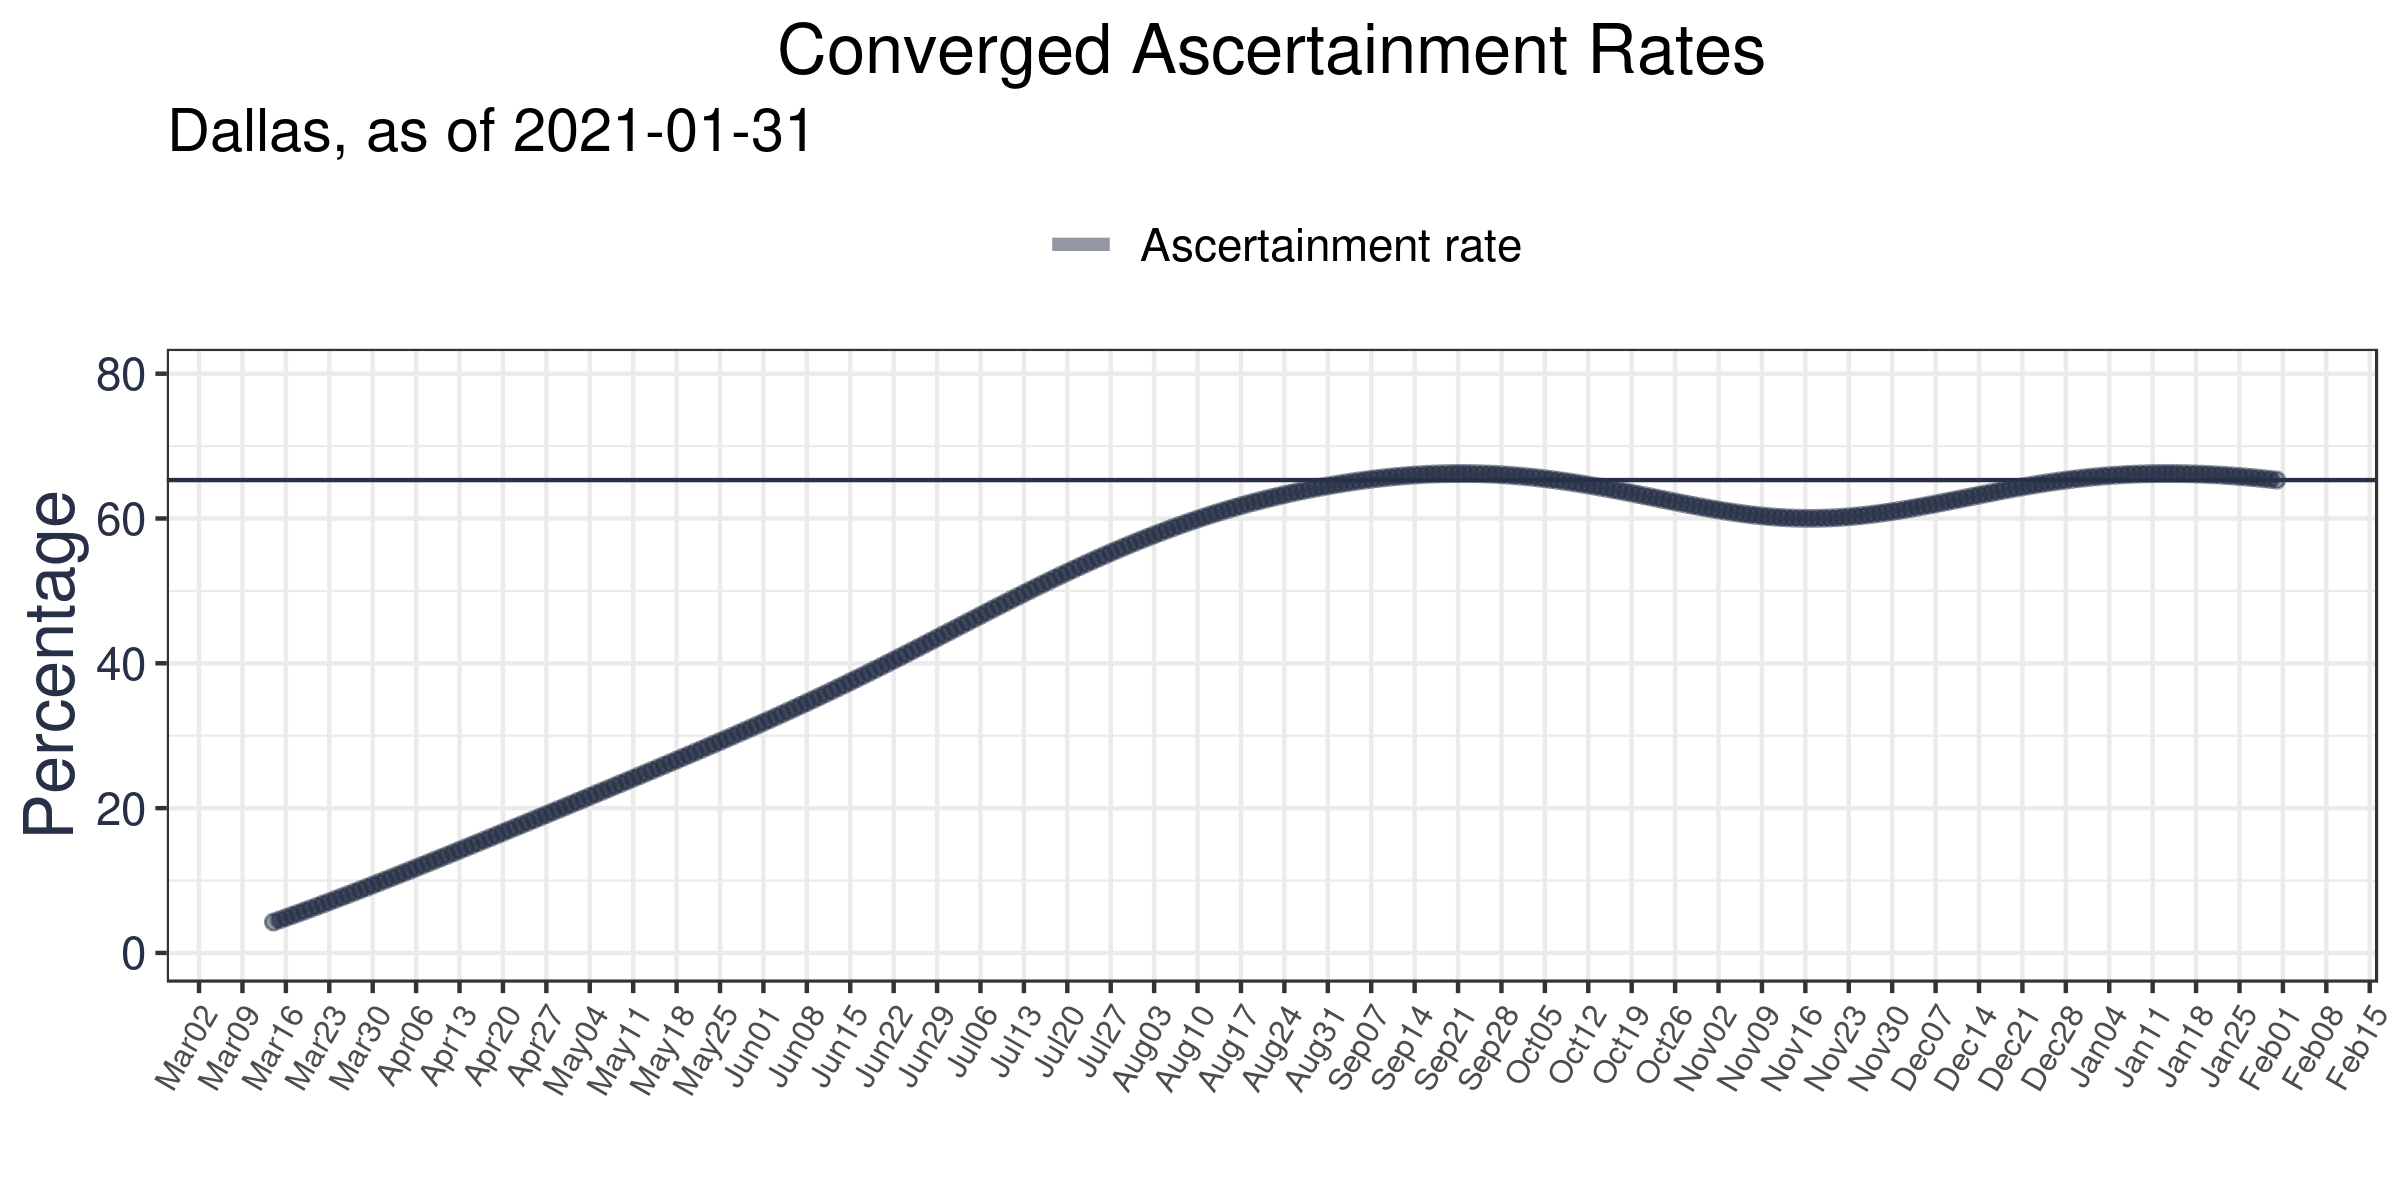 Converged Ascertainment Rates
Dallas, as of 2021-01-31
Ascertainment rate
Percentage
80
60
40
20
0
Mar02 Mar09 Mar16 Mar23 Mar30 Apr06 Apr13 Apr20 Apr27 May04 May11 May18 May25 Jun01 Jun08 Jun15 Jun22 Jun29 Jul06 Jul13 Jul20 Jul27 Aug03 Aug10 Aug17 Aug24 Aug31 Sep07 Sep14 Sep21 Sep28 Oct05 Oct12 Oct19 Oct26 Nov02 Nov09 Nov16 Nov23 Nov30 Dec07 Dec14 Dec21 Dec28 Jan04 Jan11 Jan18 Jan25 Feb01 Feb08 Feb15